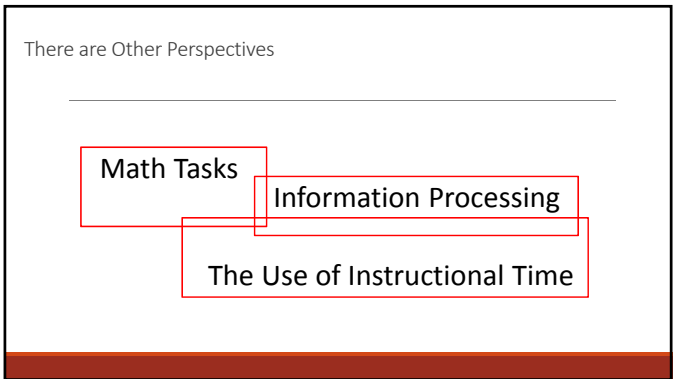 There are Other Perspectives
Math Tasks
Information Processing
The Use of Instructional Time